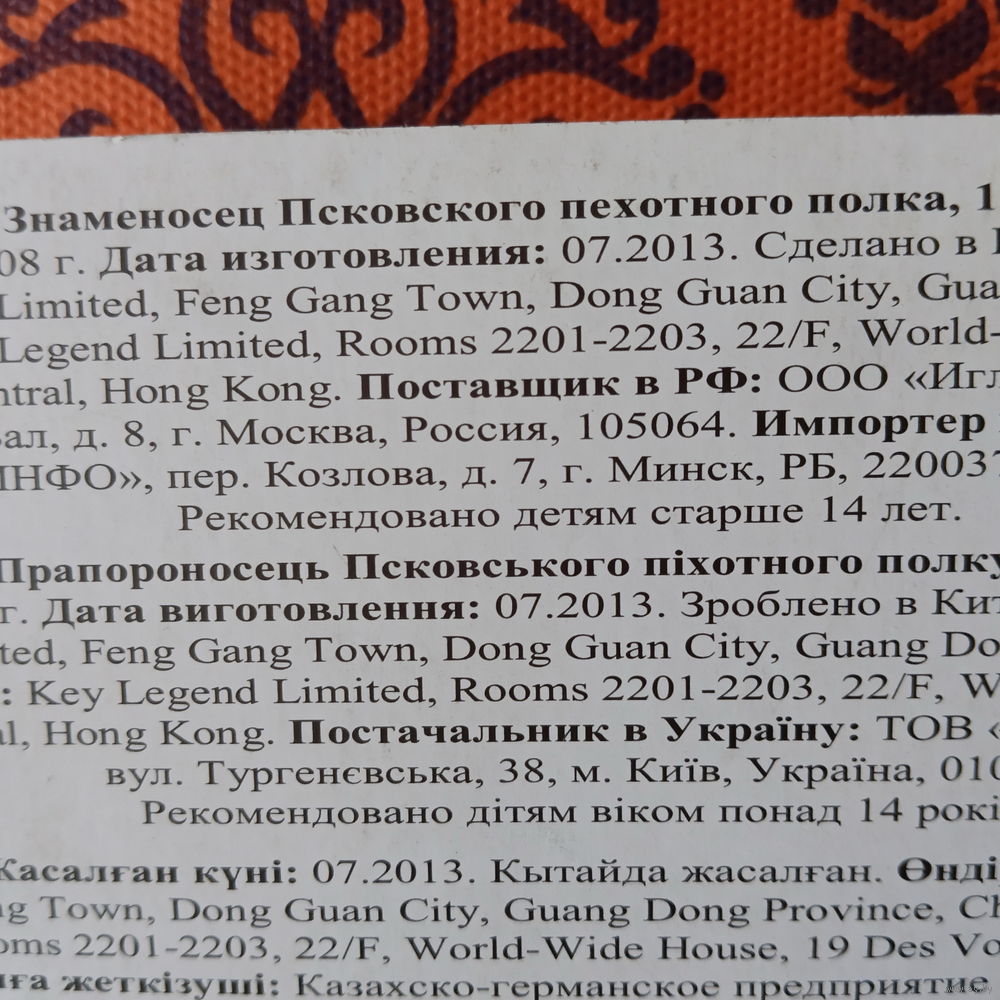 Знаменосец Псковского пехотного полка, 1
08 г. Дата изготовления: 07.2013. Сделано в
Limited, Feng Gang Town, Dong Guan City, Gua
Legend Limited, Rooms 2201-2203, 22/F, World-
ntral, Hong Kong. Поставщик в РФ: ООО «Игл
вал, д. 8, г. Москва, Россия, 105064. Импортер
ИНФО», пер. Козлова, д. 7, г. Минск, РБ, 220037
Рекомендовано детям старше 14 лет.
Прапороносець Псковського піхотного полку
г. Дата виготовлення: 07.2013. Зроблено в Кит
ted, Feng Gang Town, Dong Guan City, Guang Do
: Key Legend Limited, Rooms 2201-2203, 22/F, W
al, Hong Kong. Постачальник в Україну: ТОВ «
вул. Тургенєвська, 38, м. Київ, Україна, 010
Рекомендовано дітям віком понад 14 рокі
Жасалған күні: 07.2013. Кытайда жасалған. Өнді
ng Town, Dong Guan City, Guang Dong Province, Ch
oms 2201-2203, 22/F, World-Wide House, 19 Des Vo
ға жеткізуші: Казахско-германское предприятие